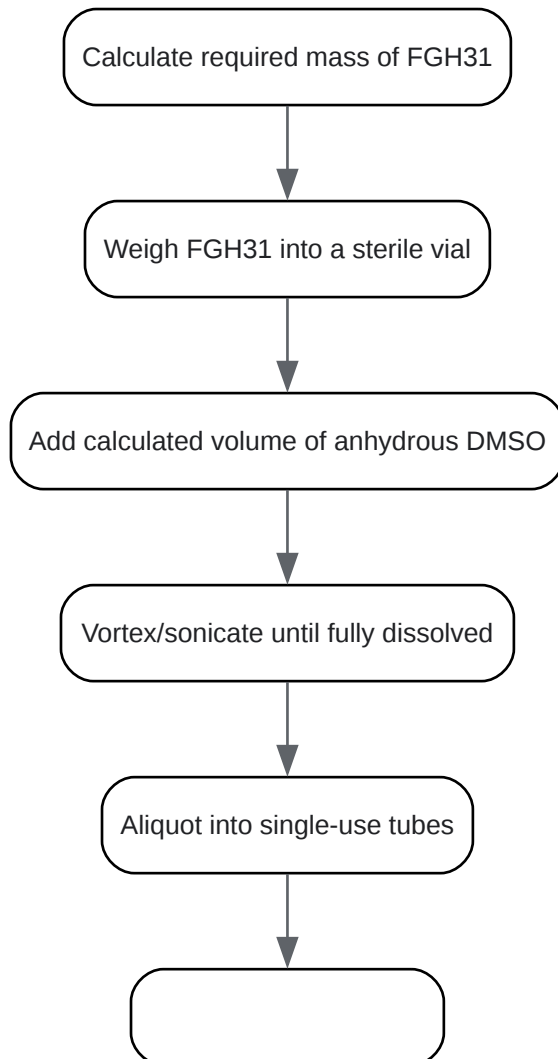 Calculate required mass of FGH31
Weigh FGH31 into a sterile vial
Add calculated volume of anhydrous DMSO
Vortex/sonicate until fully dissolved
Aliquot into single-use tubes